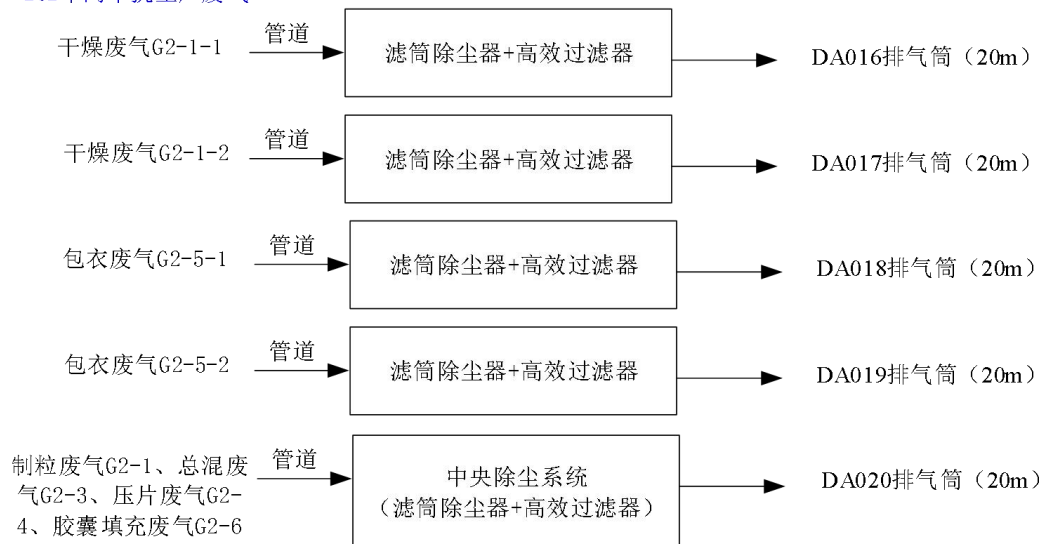 干燥废气G2-1-1
管道
滤筒除尘器+高效过滤器
DA016排气筒（20m）
干燥废气G2-1-2
管道
滤筒除尘器+高效过滤器
DA017排气筒（20m）
包衣废气G2-5-1
管道
滤筒除尘器+高效过滤器
DA018排气筒（20m）
包衣废气G2-5-2
管道
滤筒除尘器+高效过滤器
DA019排气筒（20m）
制粒废气G2-1、总混废
气G2-3、压片废气G2-
4、胶囊填充废气G2-6
管道
中央除尘系统
（滤筒除尘器+高效过滤器）
DA020排气筒（20m）